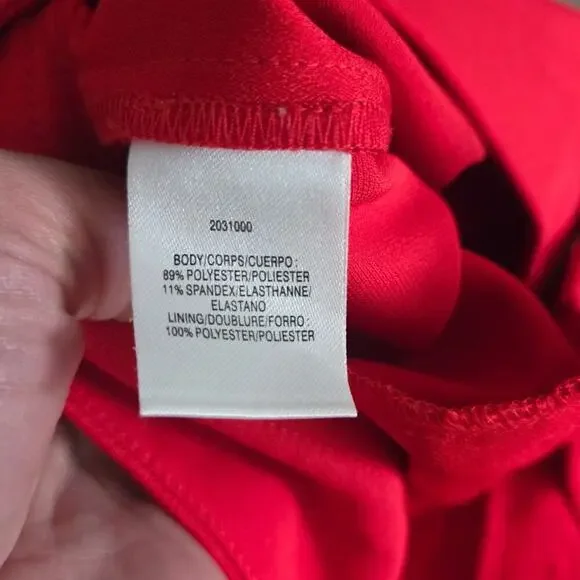 2031000
BODY/CORPS/CUERPO :
89% POLYESTER/POLIESTER
11% SPANDEX/ELASTHANNE/
ELASTANO
LINING/DOUBLURE/FORRO :
100% POLYESTER/POLIESTER